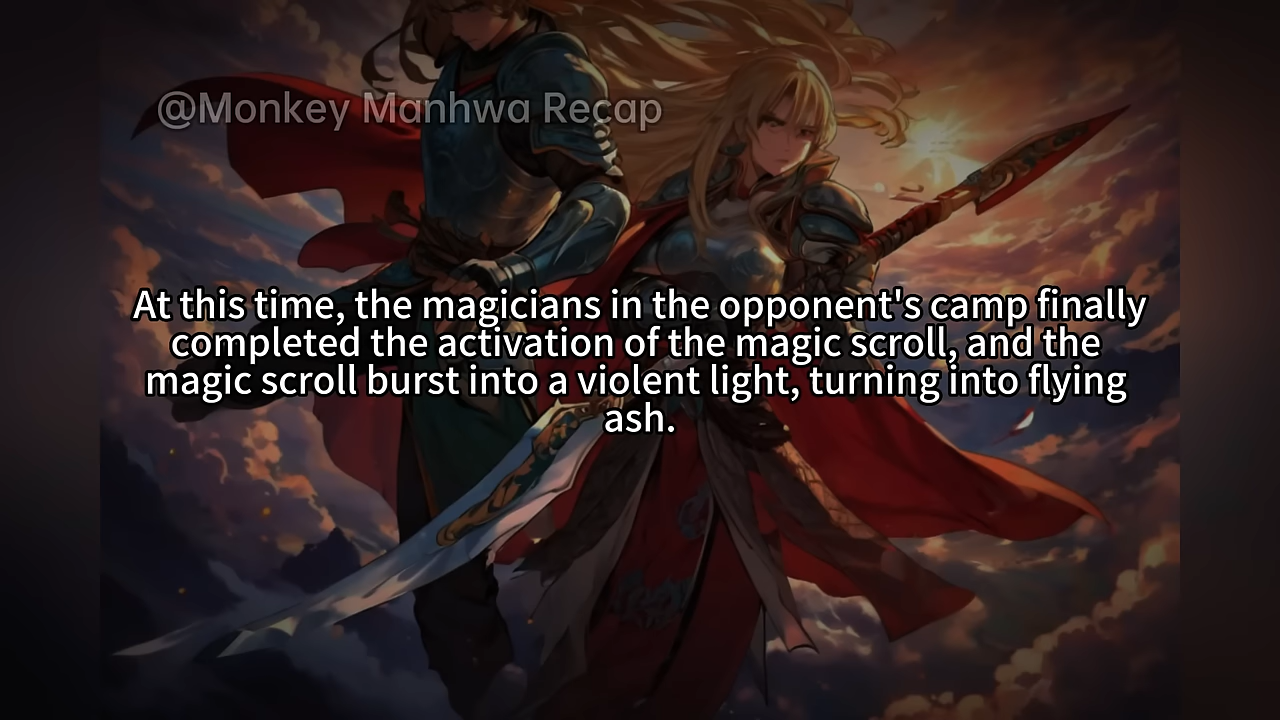 @Monkey Manhwa Recap
At this time, the magicians in the opponent's camp finally
completed the activation of the magic scroll, and the
magic scroll burst into a violent light, turning into flying
ash.